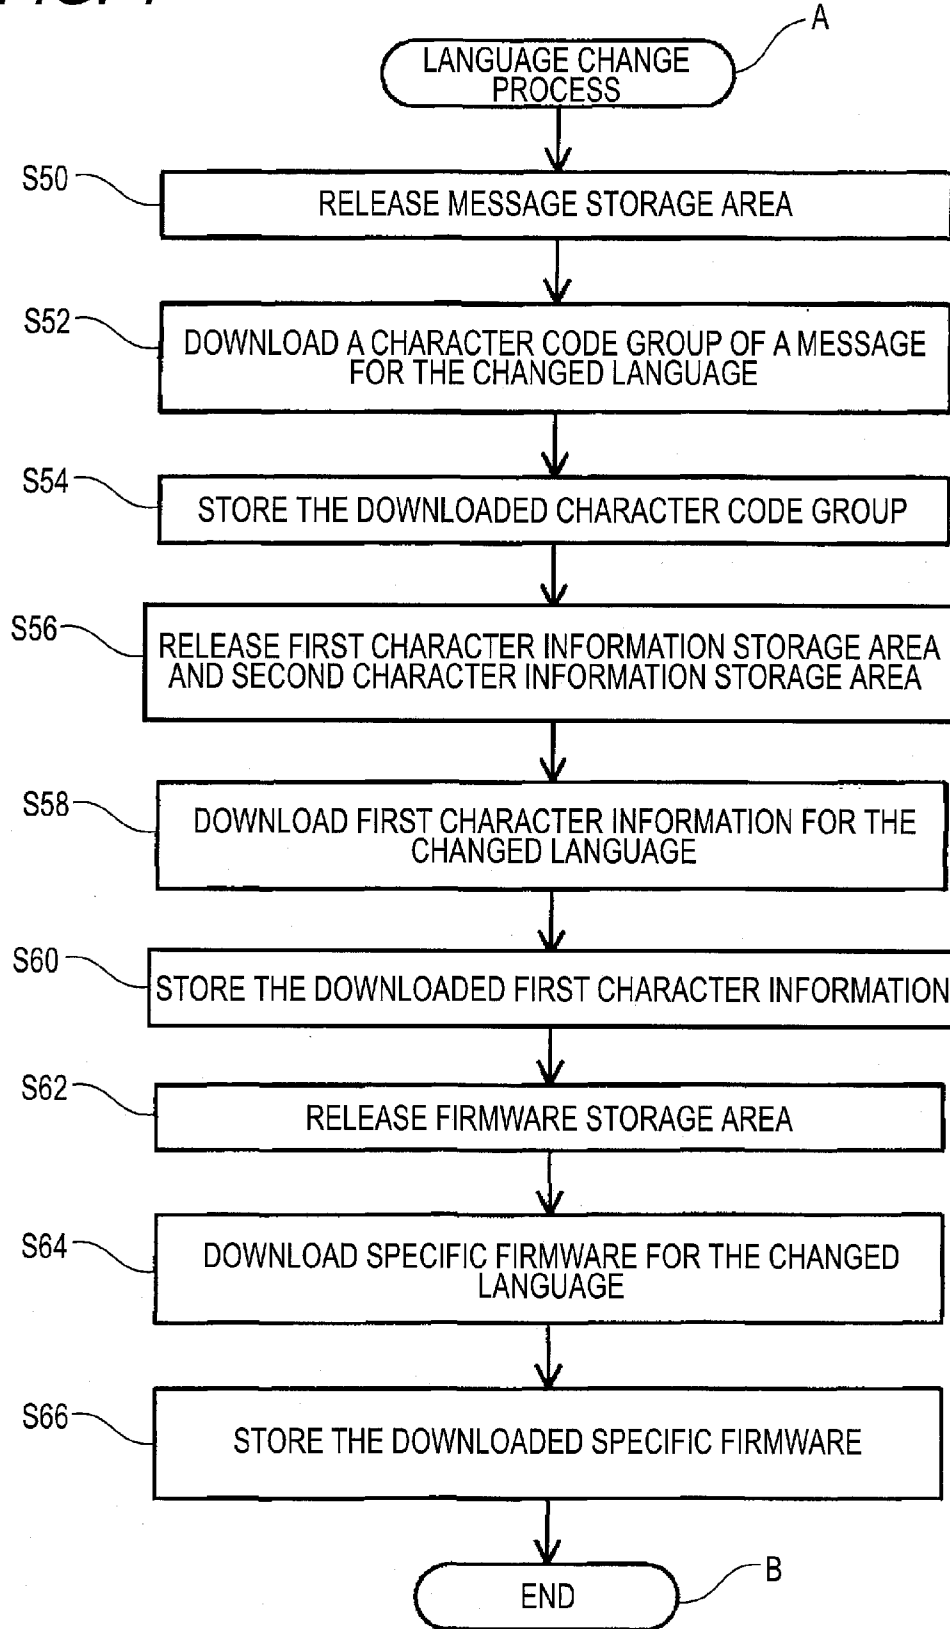 A
LANGUAGE CHANGE
PROCESS
S50
RELEASE MESSAGE STORAGE AREA
S52
DOWNLOAD A CHARACTER CODE GROUP OF A MESSAGE
FOR THE CHANGED LANGUAGE
S54
STORE THE DOWNLOADED CHARACTER CODE GROUP
S56
RELEASE FIRST CHARACTER INFORMATION STORAGE AREA
AND SECOND CHARACTER INFORMATION STORAGE AREA
S58
DOWNLOAD FIRST CHARACTER INFORMATION FOR THE
CHANGED LANGUAGE
S60
STORE THE DOWNLOADED FIRST CHARACTER INFORMATION
S62
RELEASE FIRMWARE STORAGE AREA
S64
DOWNLOAD SPECIFIC FIRMWARE FOR THE CHANGED
LANGUAGE
S66
STORE THE DOWNLOADED SPECIFIC FIRMWARE
END
B